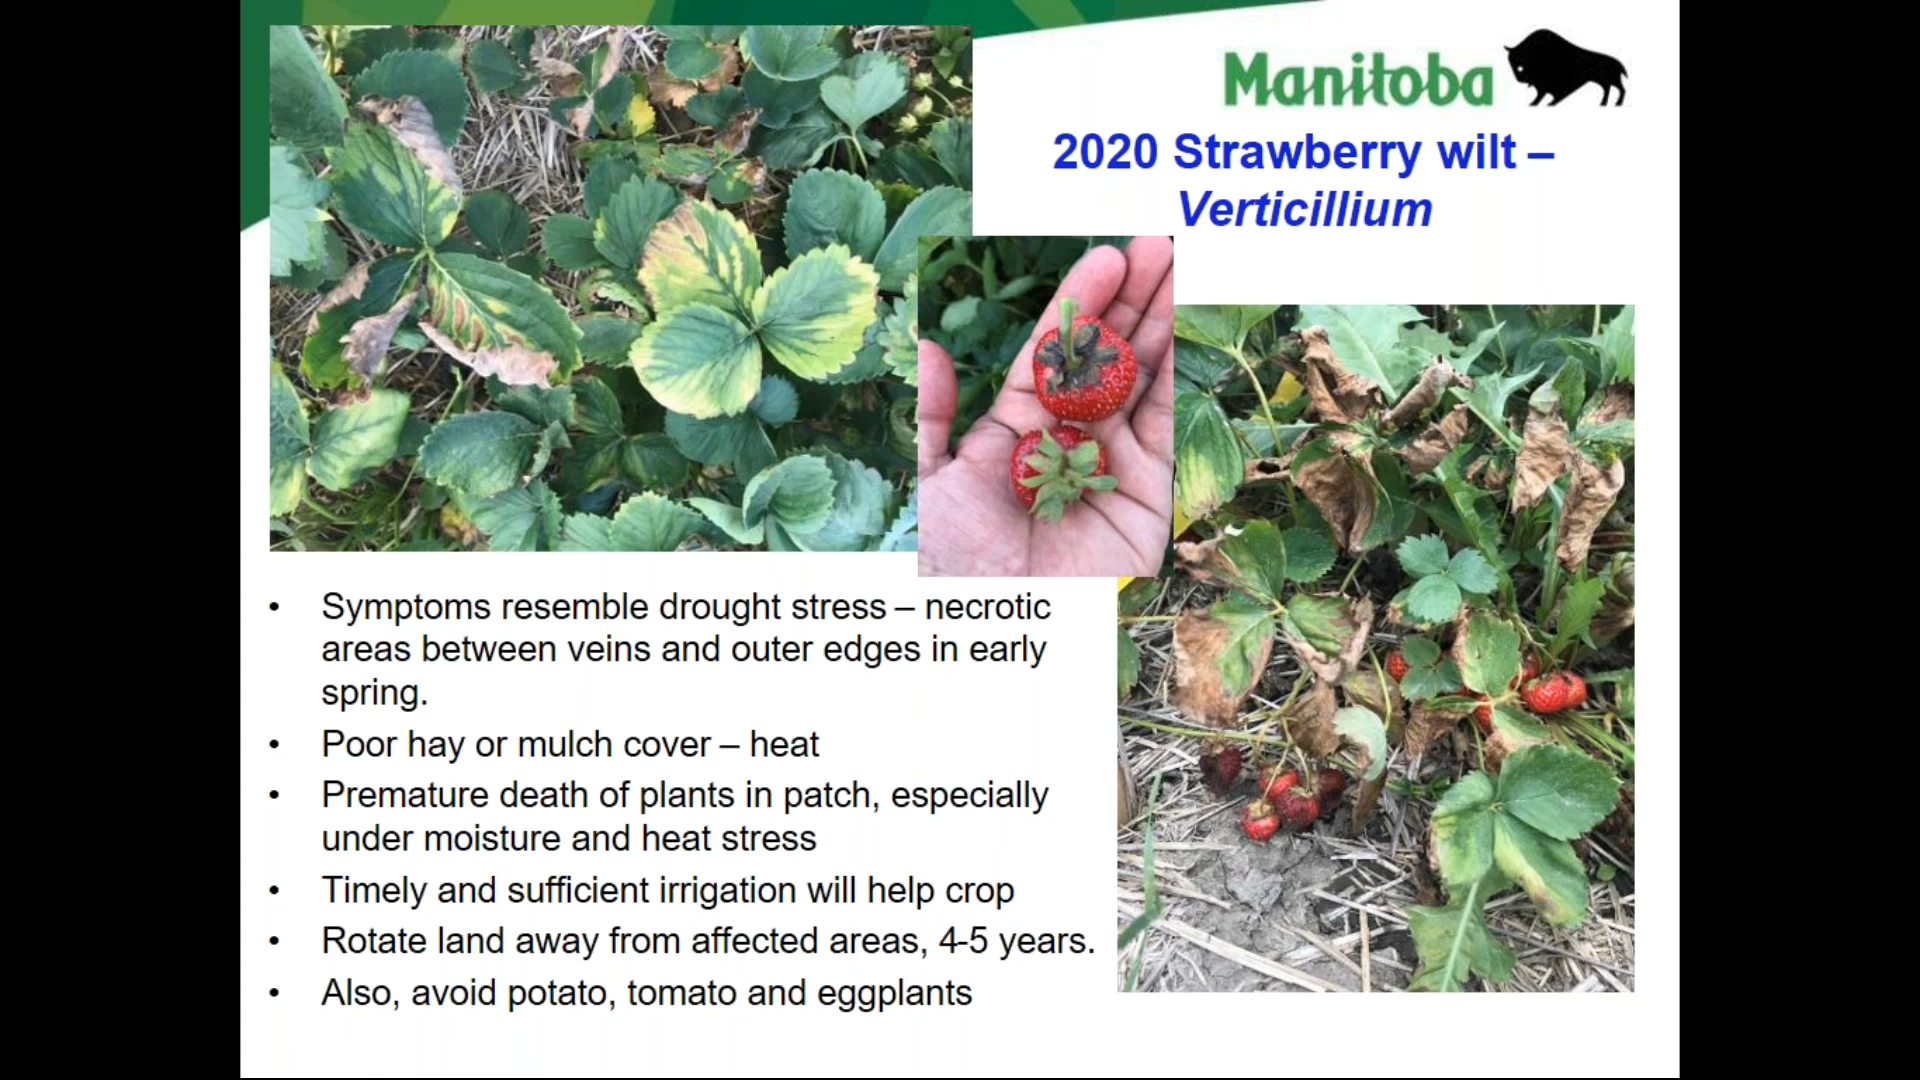 Manitoba
2020 Strawberry wilt –
Verticillium
• Symptoms resemble drought stress – necrotic
areas between veins and outer edges in early
spring.
• Poor hay or mulch cover – heat
• Premature death of plants in patch, especially
under moisture and heat stress
• Timely and sufficient irrigation will help crop
• Rotate land away from affected areas, 4-5 years.
• Also, avoid potato, tomato and eggplants